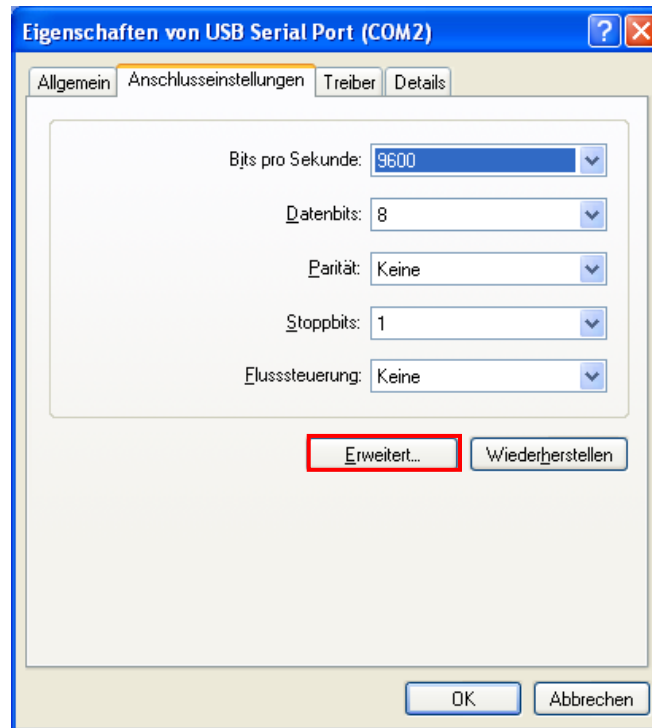 Eigenschaften von USB Serial Port (COM2)
Allgemein Anschlusseinstellungen Treiber Details
Bits pro Sekunde: 9600
Datenbits: 8
Parität: Keine
Stoppbits: 1
Flusssteuerung: Keine
Erweitert... Wiederherstellen
OK Abbrechen